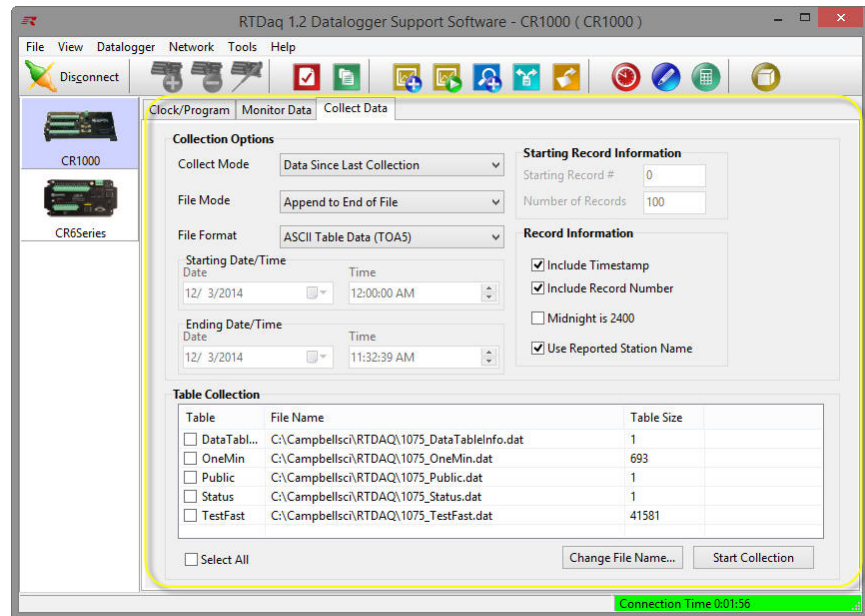 RTDaq 1.2 Datalogger Support Software - CR1000 ( CR1000 )
File View Datalogger Network Tools Help
Disconnect
CR1000
CR6Series
Clock/Program Monitor Data Collect Data
Collection Options
Collect Mode Data Since Last Collection
File Mode Append to End of File
File Format ASCII Table Data (TOA5)
Starting Date/Time
Date Time
12/ 3/2014 12:00:00 AM
Ending Date/Time
Date Time
12/ 3/2014 11:32:39 AM
Starting Record Information
Starting Record # 0
Number of Records 100
Record Information
Include Timestamp
Include Record Number
Midnight is 2400
Use Reported Station Name
Table Collection
Table File Name Table Size
DataTabl... C:\Campbellsci\RTDAQ\1075_DataTableInfo.dat 1
OneMin C:\Campbellsci\RTDAQ\1075_OneMin.dat 693
Public C:\Campbellsci\RTDAQ\1075_Public.dat 1
Status C:\Campbellsci\RTDAQ\1075_Status.dat 1
TestFast C:\Campbellsci\RTDAQ\1075_TestFast.dat 41581
Select All Change File Name... Start Collection
Connection Time 0:01:56